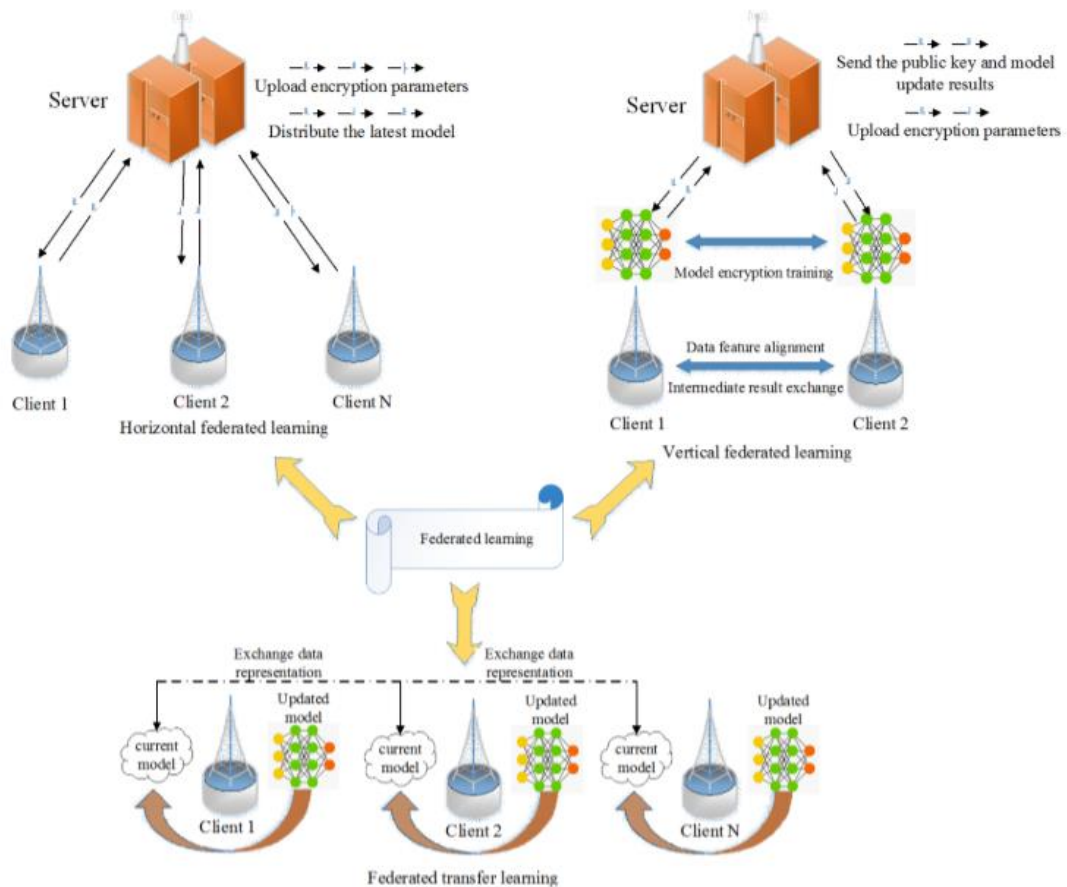 Server
Upload encryption parameters
Distribute the latest model
Client 1
Client 2
Client N
Horizontal federated learning
Server
Send the public key and model
update results
Upload encryption parameters
Model encryption training
Data feature alignment
Intermediate result exchange
Client 1
Client 2
Vertical federated learning
Federated learning
Exchange data
representation
Exchange data
representation
current
model
Updated
model
Client 1
current
model
Updated
model
Client 2
current
model
Updated
model
Client N
Federated transfer learning